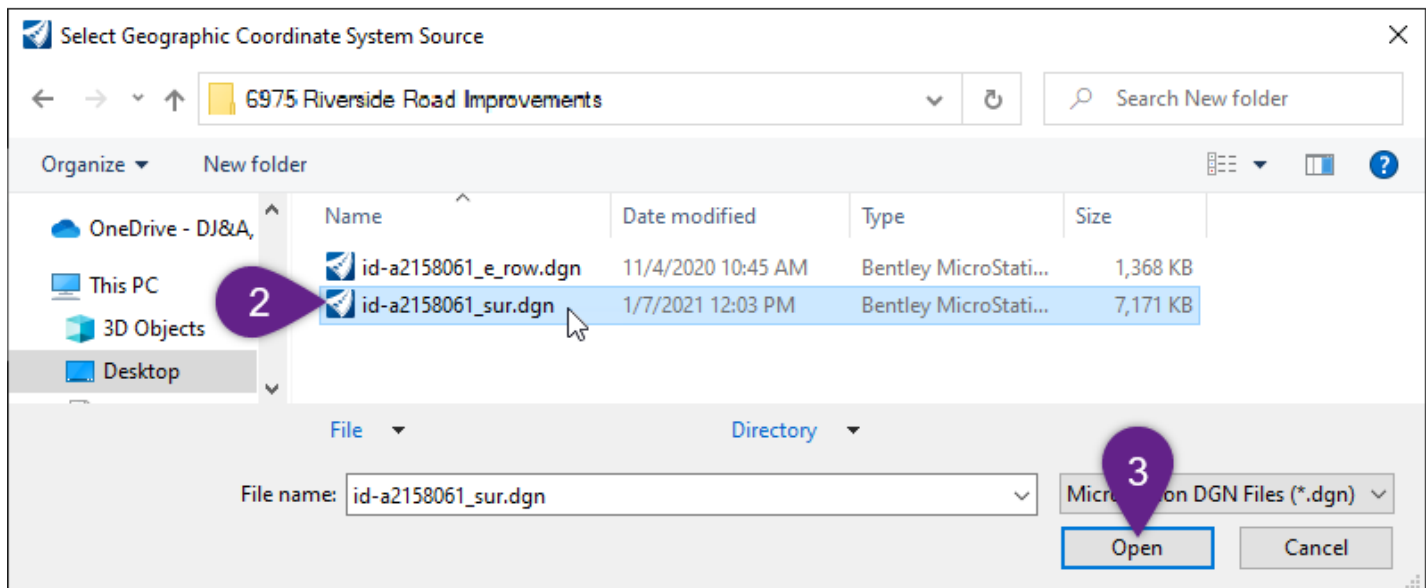 Select Geographic Coordinate System Source
6975 Riverside Road Improvements
Search New folder
Organize
New folder
Name Date modified Type Size
OneDrive - DJ&A,
This PC
3D Objects
Desktop
id-a2158061_e_row.dgn 11/4/2020 10:45 AM Bentley MicroStati... 1,368 KB
2
id-a2158061_sur.dgn 1/7/2021 12:03 PM Bentley MicroStati... 7,171 KB
File Directory
3
File name: id-a2158061_sur.dgn
on DGN Files (*.dgn)
Open Cancel